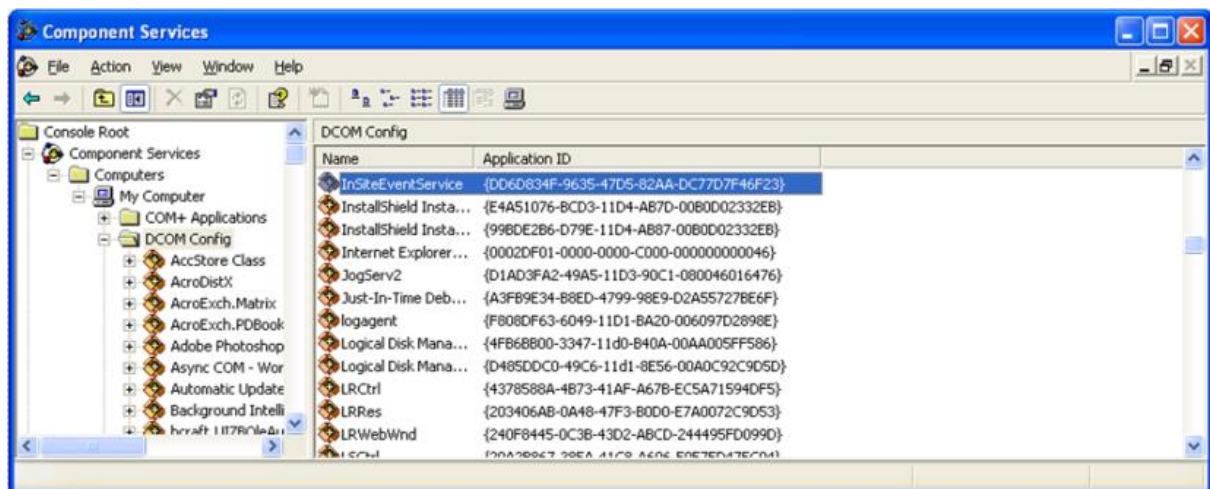 Component Services
File Action View Window Help
Console Root
Component Services
Computers
My Computer
COM+ Applications
DCOM Config
AccStore Class
AcroDistX
AcroExch.Matrix
AcroExch.PDBook
Adobe Photoshop
Async COM - Wor
Automatic Update
Background Intelli
DCOM Config
Name Application ID
InSiteEventService {DD6D834F-9635-47D5-82AA-DC77D7F46F23}
InstallShield Insta... {E4A51076-BCD3-11D4-AB7D-00B0D02332EB}
InstallShield Insta... {99BDE2B6-D79E-11D4-AB87-00B0D02332EB}
Internet Explorer... {0002DF01-0000-0000-C000-000000000046}
JogServ2 {D1AD3FA2-49A5-11D3-90C1-080046016476}
Just-In-Time Deb... {A3FB9E34-B8ED-4799-98E9-D2A55727BE6F}
logagent {F808DF63-6049-11D1-BA20-006097D2898E}
Logical Disk Mana... {4FB6BB00-3347-11d0-B40A-00AA005FF586}
Logical Disk Mana... {D485DDC0-49C6-11d1-8E56-00A0C92C9D5D}
LRCtrl {4378588A-4B73-41AF-A67B-EC5A71594DF5}
LRRes {203406AB-0A48-47F3-B0D0-E7A0072C9D53}
LRWebWnd {240F8445-0C3B-43D2-ABCD-244495FD099D}